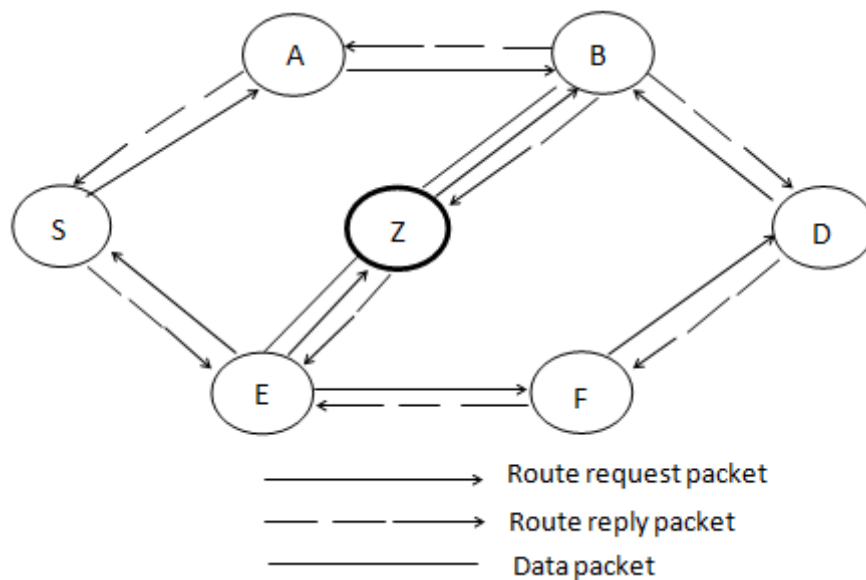 A
B
S
Z
D
E
F
Route request packet
Route reply packet
Data packet